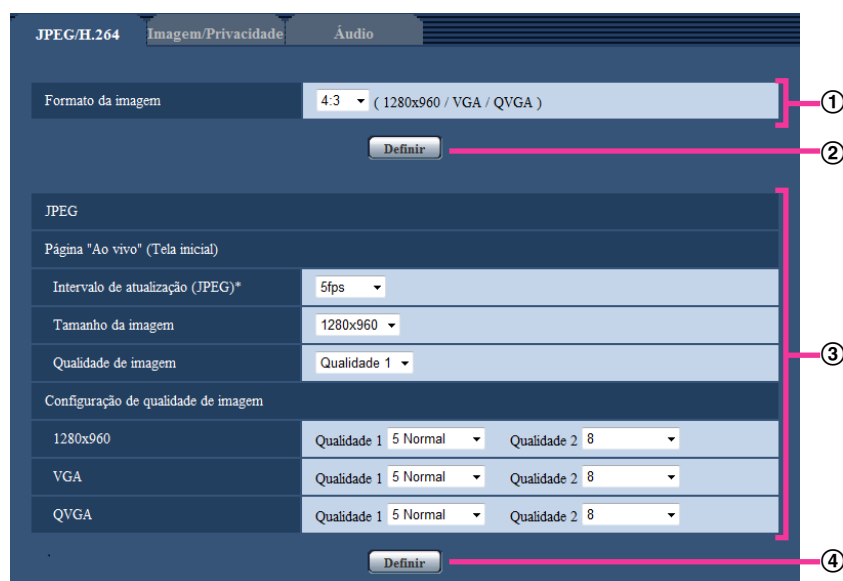 JPEG/H.264 Imagem/Privacidade Áudio
Formato da imagem 4:3 ( 1280x960 / VGA / QVGA ) ①
Definir ②
JPEG
Página "Ao vivo" (Tela inicial)
Intervalo de atualização (JPEG)* 5fps
Tamanho da imagem 1280x960
Qualidade de imagem Qualidade 1 ③
Configuração de qualidade de imagem
1280x960 Qualidade 1 5 Normal Qualidade 2 8
VGA Qualidade 1 5 Normal Qualidade 2 8
QVGA Qualidade 1 5 Normal Qualidade 2 8
Definir ④